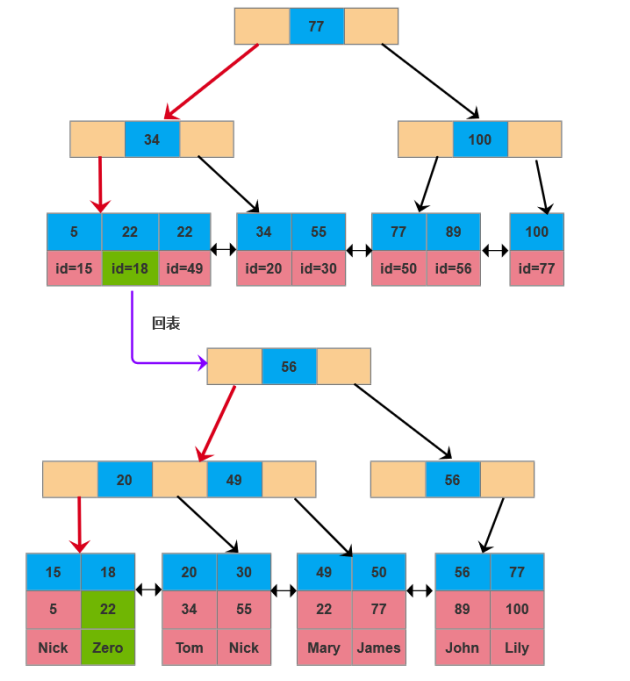 77
34 100
5 22 22 34 55 77 89 100
id=15 id=18 id=49 id=20 id=30 id=50 id=56 id=77
回表
56
20 49 56
15 18 20 30 49 50 56 77
5 22 34 55 22 77 89 100
Nick Zero Tom Nick Mary James John Lily